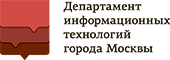 Департамент
информационных
технологий
города Москвы